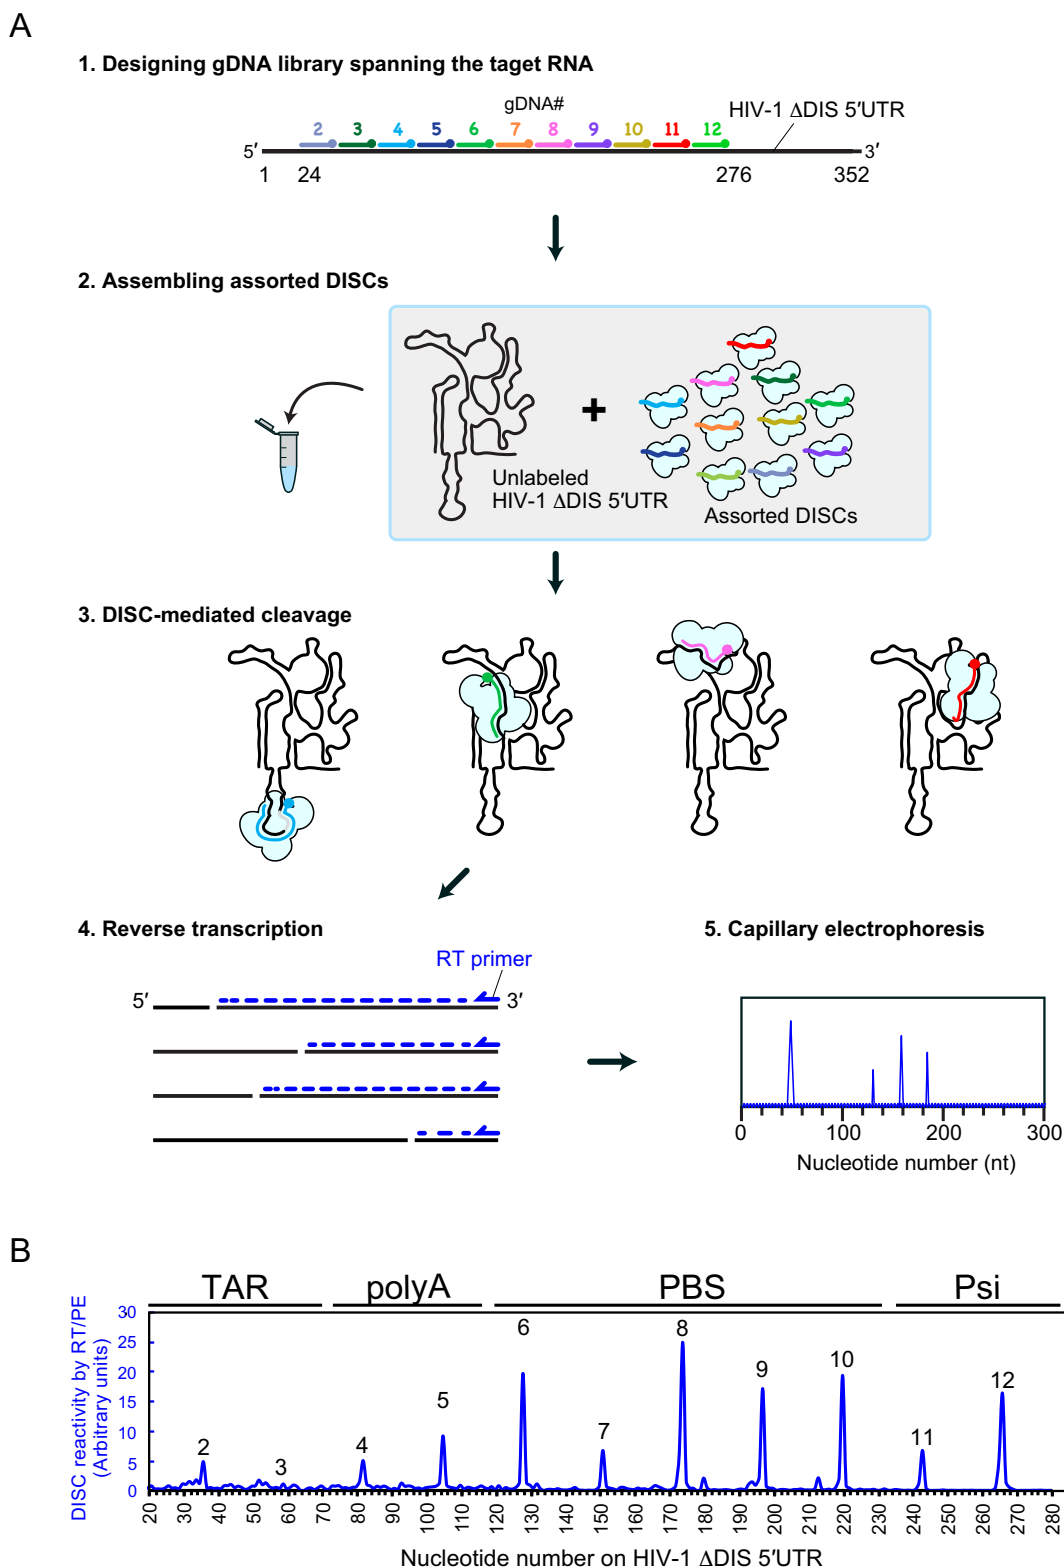 A
1. Designing gDNA library spanning the taget RNA
gDNA#
HIV-1 ΔDIS 5′UTR
2 3 4 5 6 7 8 9 10 11 12
5′ 3′
1 24 276 352
2. Assembling assorted DISCs
+
Unlabeled
HIV-1 ΔDIS 5′UTR
Assorted DISCs
3. DISC-mediated cleavage
4. Reverse transcription
5. Capillary electrophoresis
RT primer
5′ 3′
0 100 200 300
Nucleotide number (nt)
B
TAR polyA PBS Psi
DISC reactivity by RT/PE
(Arbitrary units)
30
25
20
15
10
5
0
2 3 4 5 6 7 8 9 10 11 12
20 30 40 50 60 70 80 90 100 110 120 130 140 150 160 170 180 190 200 210 220 230 240 250 260 270 280
Nucleotide number on HIV-1 ΔDIS 5′UTR